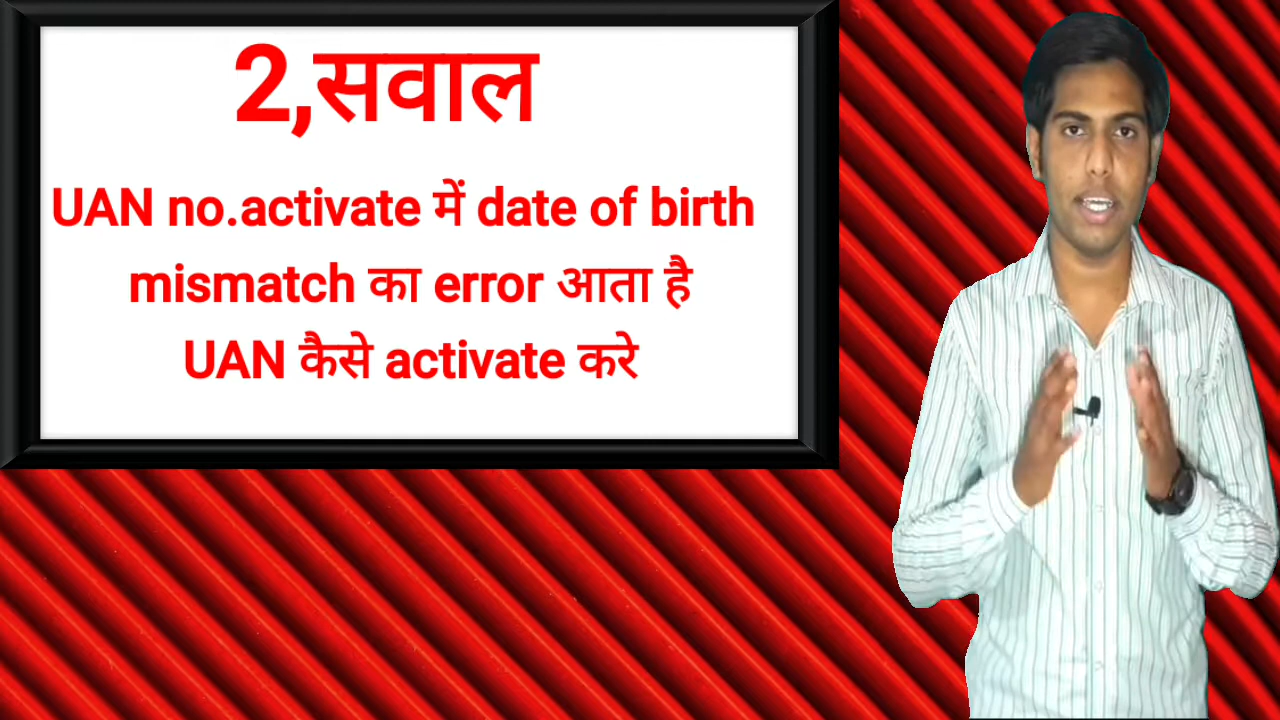 2,सवाल
UAN no.activate में date of birth
mismatch का error आता है
UAN कैसे activate करे